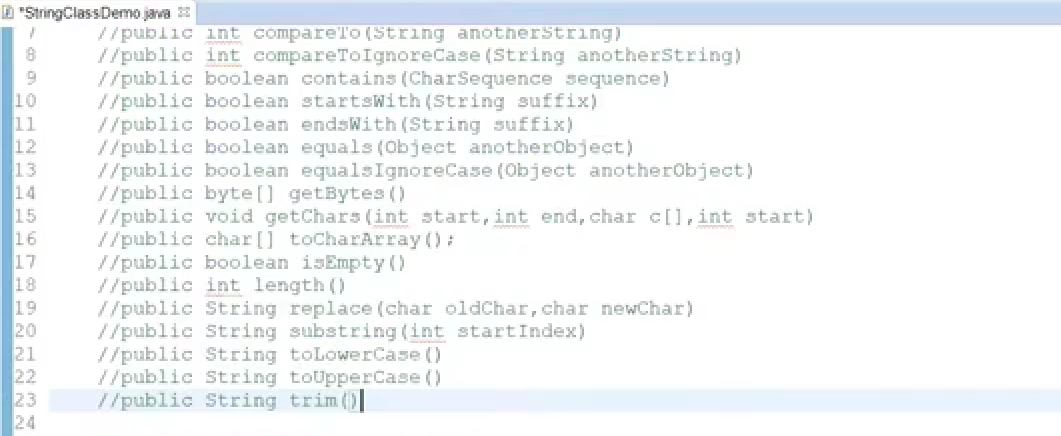 *StringClassDemo.java
7 //public int compareTo(String anotherString)
8 //public int compareToIgnoreCase(String anotherString)
9 //public boolean contains(CharSequence sequence)
10 //public boolean startsWith(String suffix)
11 //public boolean endsWith(String suffix)
12 //public boolean equals(Object anotherObject)
13 //public boolean equalsIgnoreCase(Object anotherObject)
14 //public byte[] getBytes()
15 //public void getChars(int start,int end,char c[],int start)
16 //public char[] toCharArray();
17 //public boolean isEmpty()
18 //public int length()
19 //public String replace(char oldChar,char newChar)
20 //public String substring(int startIndex)
21 //public String toLowerCase()
22 //public String toUpperCase()
23 //public String trim()
24